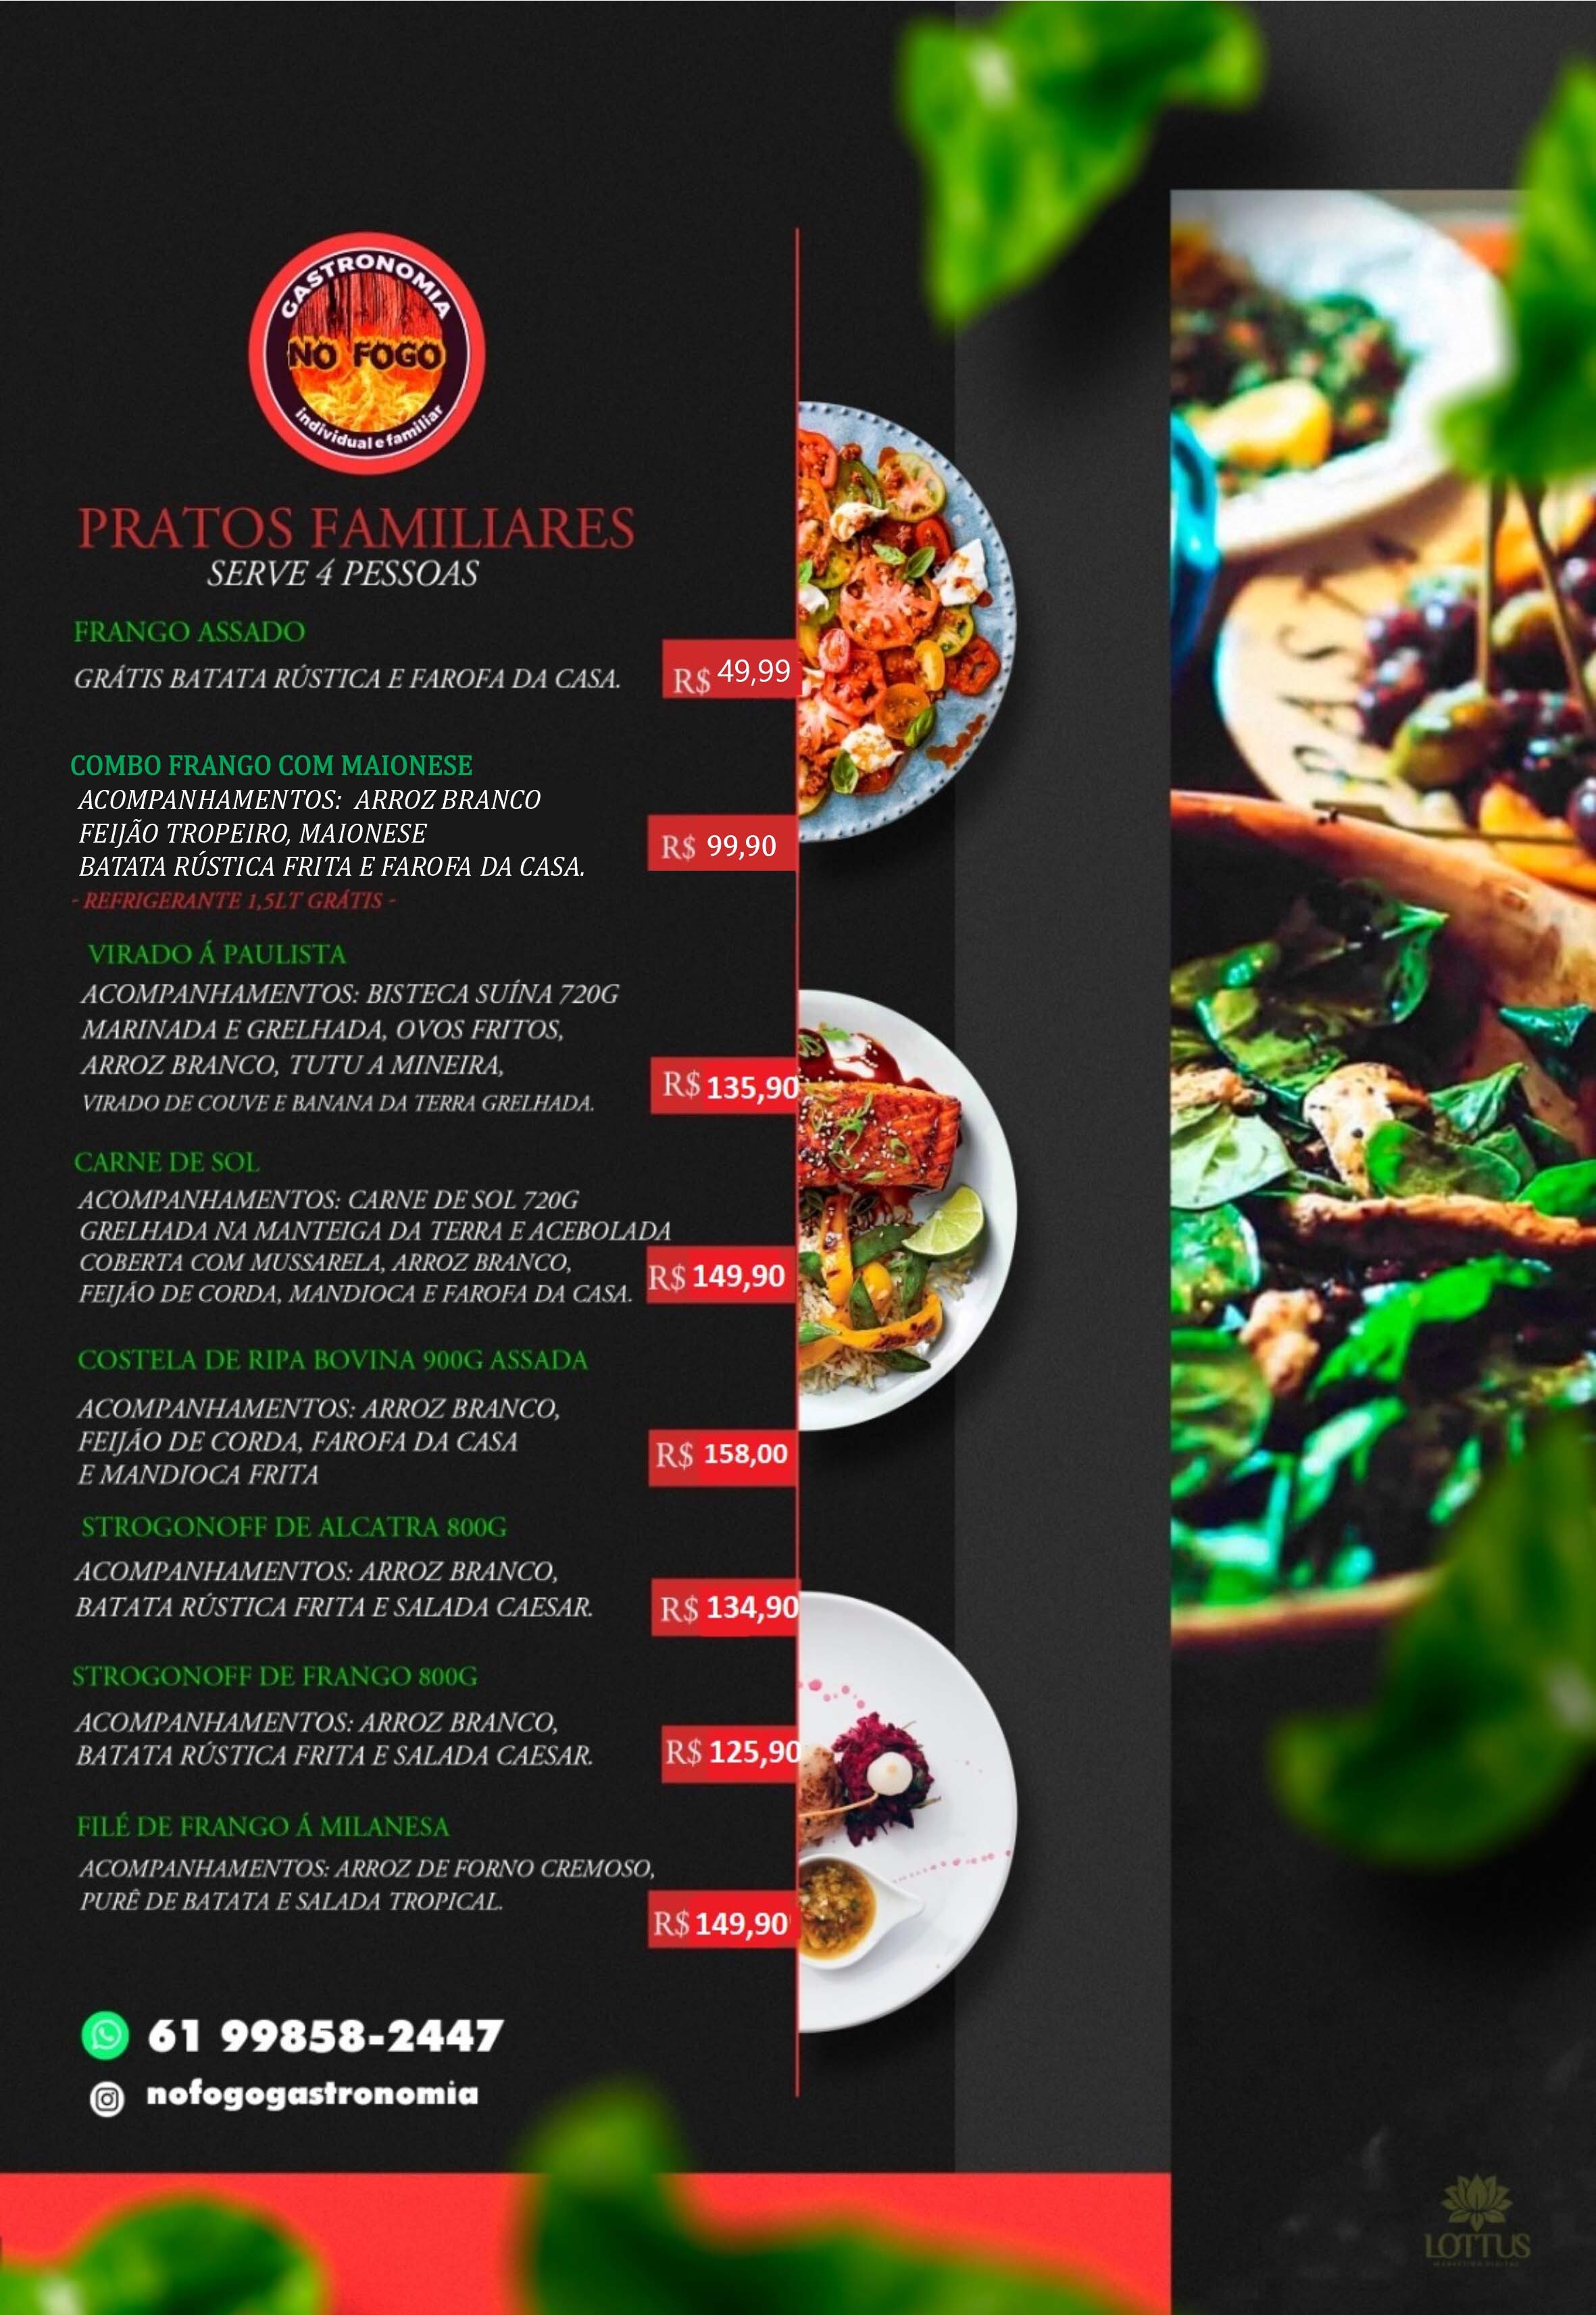 GASTRONOMIA
NO FOGO
individual e familiar
PRATOS FAMILIARES
SERVE 4 PESSOAS
FRANGO ASSADO
GRÁTIS BATATA RÚSTICA E FAROFA DA CASA.
R$ 49,99
COMBO FRANGO COM MAIONESE
ACOMPANHAMENTOS: ARROZ BRANCO
FEIJÃO TROPEIRO, MAIONESE
BATATA RÚSTICA FRITA E FAROFA DA CASA.
R$ 99,90
- REFRIGERANTE 1,5LT GRÁTIS -
VIRADO Á PAULISTA
ACOMPANHAMENTOS: BISTECA SUÍNA 720G
MARINADA E GRELHADA, OVOS FRITOS,
ARROZ BRANCO, TUTU A MINEIRA,
VIRADO DE COUVE E BANANA DA TERRA GRELHADA.
R$ 135,90
CARNE DE SOL
ACOMPANHAMENTOS: CARNE DE SOL 720G
GRELHADA NA MANTEIGA DA TERRA E ACEBOLADA
COBERTA COM MUSSARELA, ARROZ BRANCO,
FEIJÃO DE CORDA, MANDIOCA E FAROFA DA CASA.
R$ 149,90
COSTELA DE RIPA BOVINA 900G ASSADA
ACOMPANHAMENTOS: ARROZ BRANCO,
FEIJÃO DE CORDA, FAROFA DA CASA
E MANDIOCA FRITA
R$ 158,00
STROGONOFF DE ALCATRA 800G
ACOMPANHAMENTOS: ARROZ BRANCO,
BATATA RÚSTICA FRITA E SALADA CAESAR.
R$ 134,90
STROGONOFF DE FRANGO 800G
ACOMPANHAMENTOS: ARROZ BRANCO,
BATATA RÚSTICA FRITA E SALADA CAESAR.
R$ 125,90
FILÉ DE FRANGO Á MILANESA
ACOMPANHAMENTOS: ARROZ DE FORNO CREMOSO,
PURÊ DE BATATA E SALADA TROPICAL.
R$ 149,90
61 99858-2447
nofogogastronomia
LOTTUS